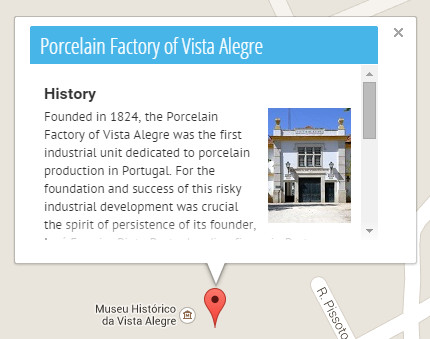 Porcelain Factory of Vista Alegre
History
Founded in 1824, the Porcelain
Factory of Vista Alegre was the first
industrial unit dedicated to porcelain
production in Portugal. For the
foundation and success of this risky
industrial development was crucial
the spirit of persistence of its founder,
Museu Histórico
da Vista Alegre
R. Pissoto